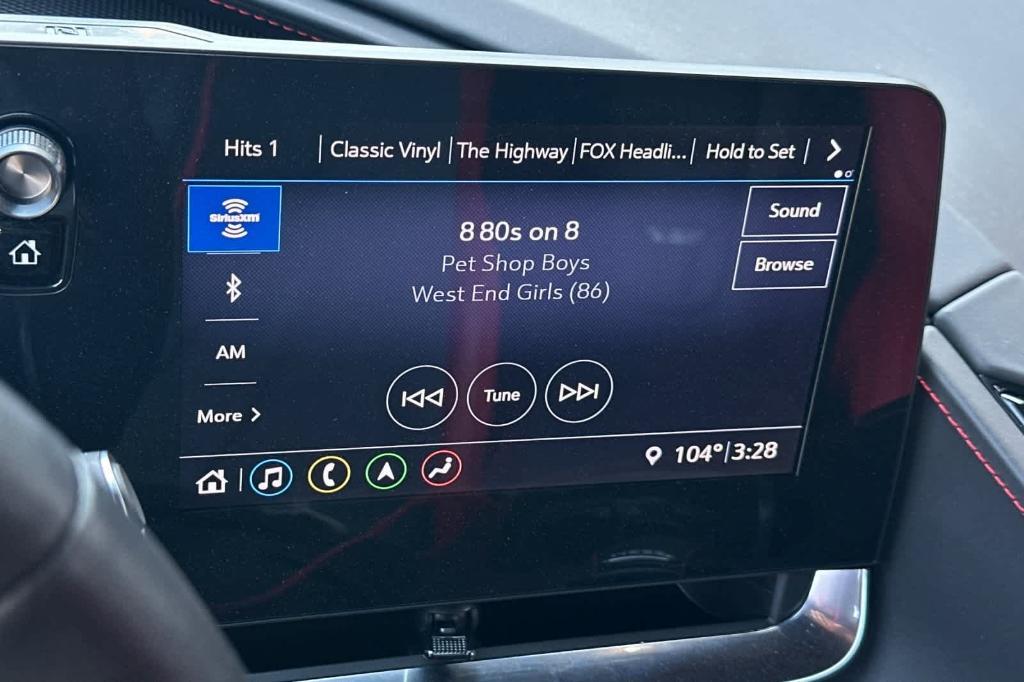 Hits 1 | Classic Vinyl | The Highway | FOX Headli... | Hold to Set |
SiriusXM
Sound
8 80s on 8
Pet Shop Boys
Browse
West End Girls (86)
AM
Tune
More
104° | 3:28